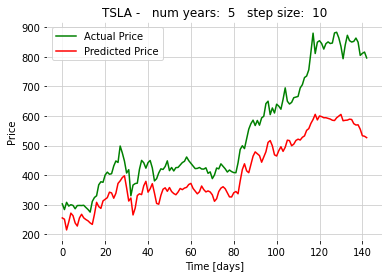 TSLA -   num years:  5   step size:  10
Actual Price
Predicted Price
900
800
700
600
500
400
300
200
Price
0 20 40 60 80 100 120 140
Time [days]